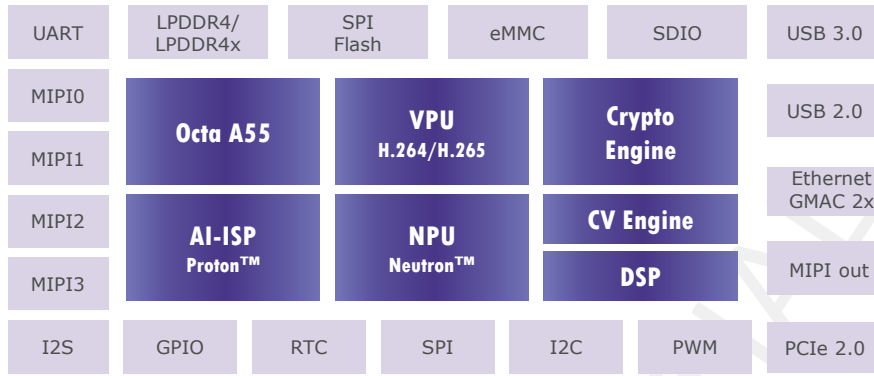 UART
LPDDR4/
LPDDR4x
SPI
Flash
eMMC
SDIO
USB 3.0
MIPI0
MIPI1
MIPI2
MIPI3
Octa A55
VPU
H.264/H.265
Crypto
Engine
AI-ISP
Proton™
NPU
Neutron™
CV Engine
DSP
USB 2.0
Ethernet
GMAC 2x
MIPI out
I2S
GPIO
RTC
SPI
I2C
PWM
PCIe 2.0